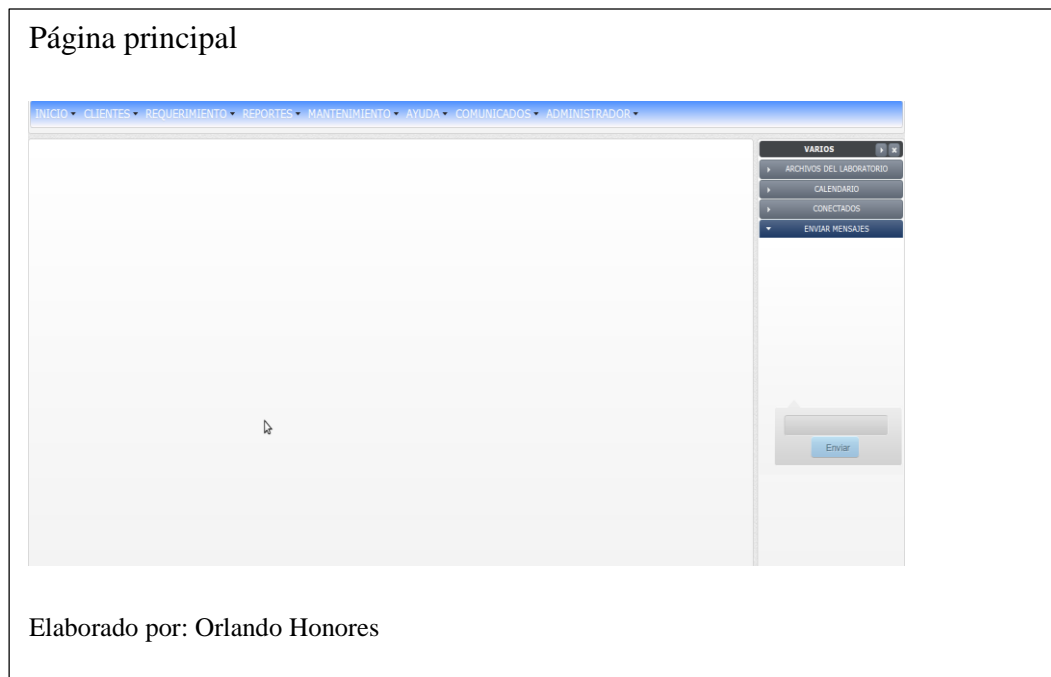 Página principal
INICIO CLIENTES REQUERIMIENTO REPORTES MANTENIMIENTO AYUDA COMUNICADOS ADMINISTRADOR
VARIOS
ARCHIVOS DEL LABORATORIO
CALENDARIO
CONECTADOS
ENVIAR MENSAJES
Enviar
Elaborado por: Orlando Honores